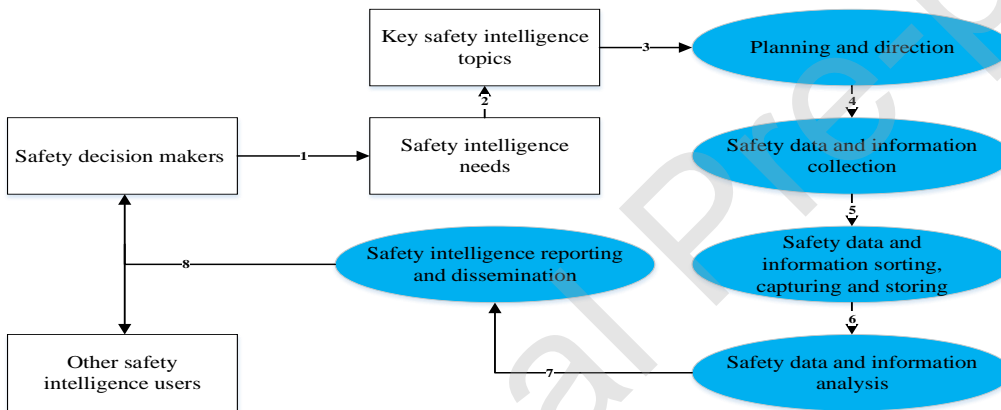 Key safety intelligence
topics
3
Planning and direction
2
4
Safety decision makers
1
Safety intelligence
needs
Safety data and information
collection
5
Safety intelligence reporting
and dissemination
8
Safety data and
information sorting,
capturing and storing
6
Other safety
intelligence users
7
Safety data and information
analysis
al Pre-p